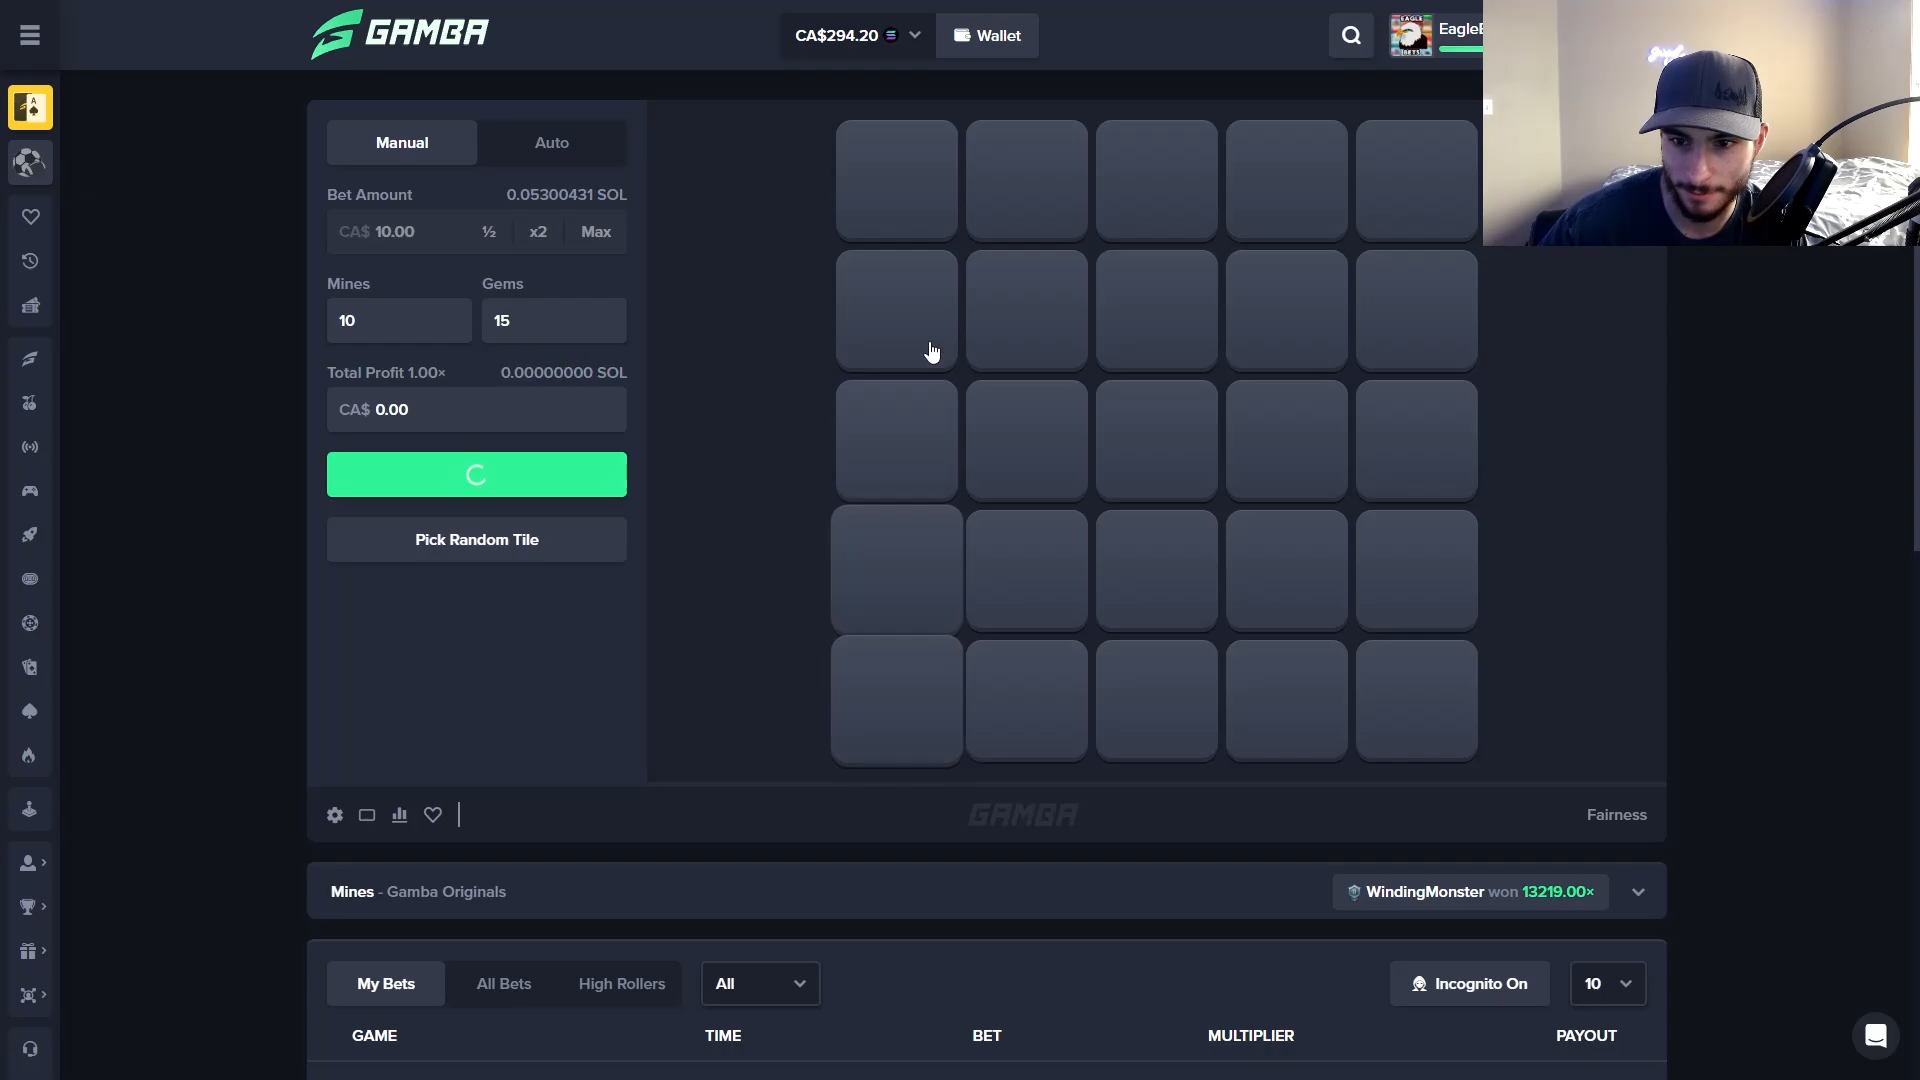 GAMBA
CA$294.20
Wallet
Manual
Auto
Bet Amount
0.05300431 SOL
CA$ 10.00
½
x2
Max
Mines
Gems
10
15
Total Profit 1.00×
0.00000000 SOL
CA$ 0.00
Pick Random Tile
GAMBA
Fairness
Mines - Gamba Originals
WindingMonster won 13219.00×
My Bets
All Bets
High Rollers
All
Incognito On
10
GAME
TIME
BET
MULTIPLIER
PAYOUT
EAGLE
BETS